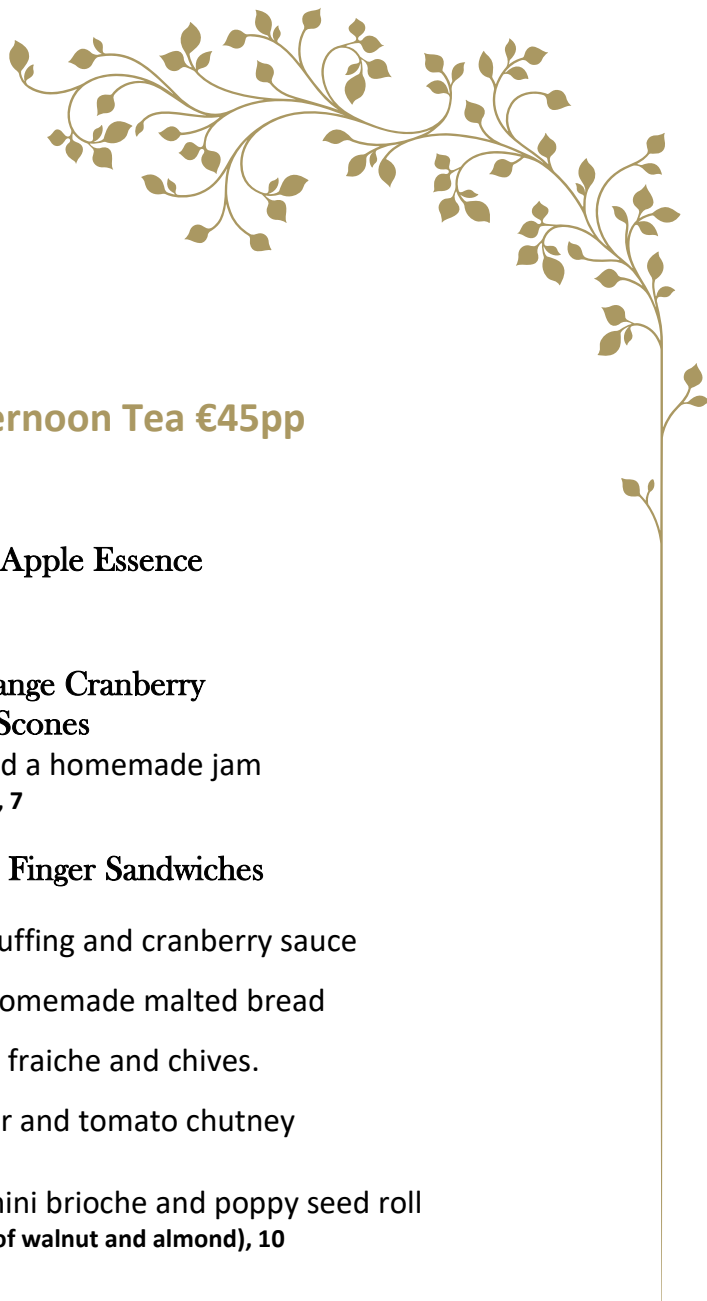 ernoon Tea €45pp
Apple Essence
ange Cranberry
Scones
d a homemade jam
, 7
Finger Sandwiches
uffing and cranberry sauce
omemade malted bread
fraiche and chives.
r and tomato chutney
nini brioche and poppy seed roll
of walnut and almond), 10